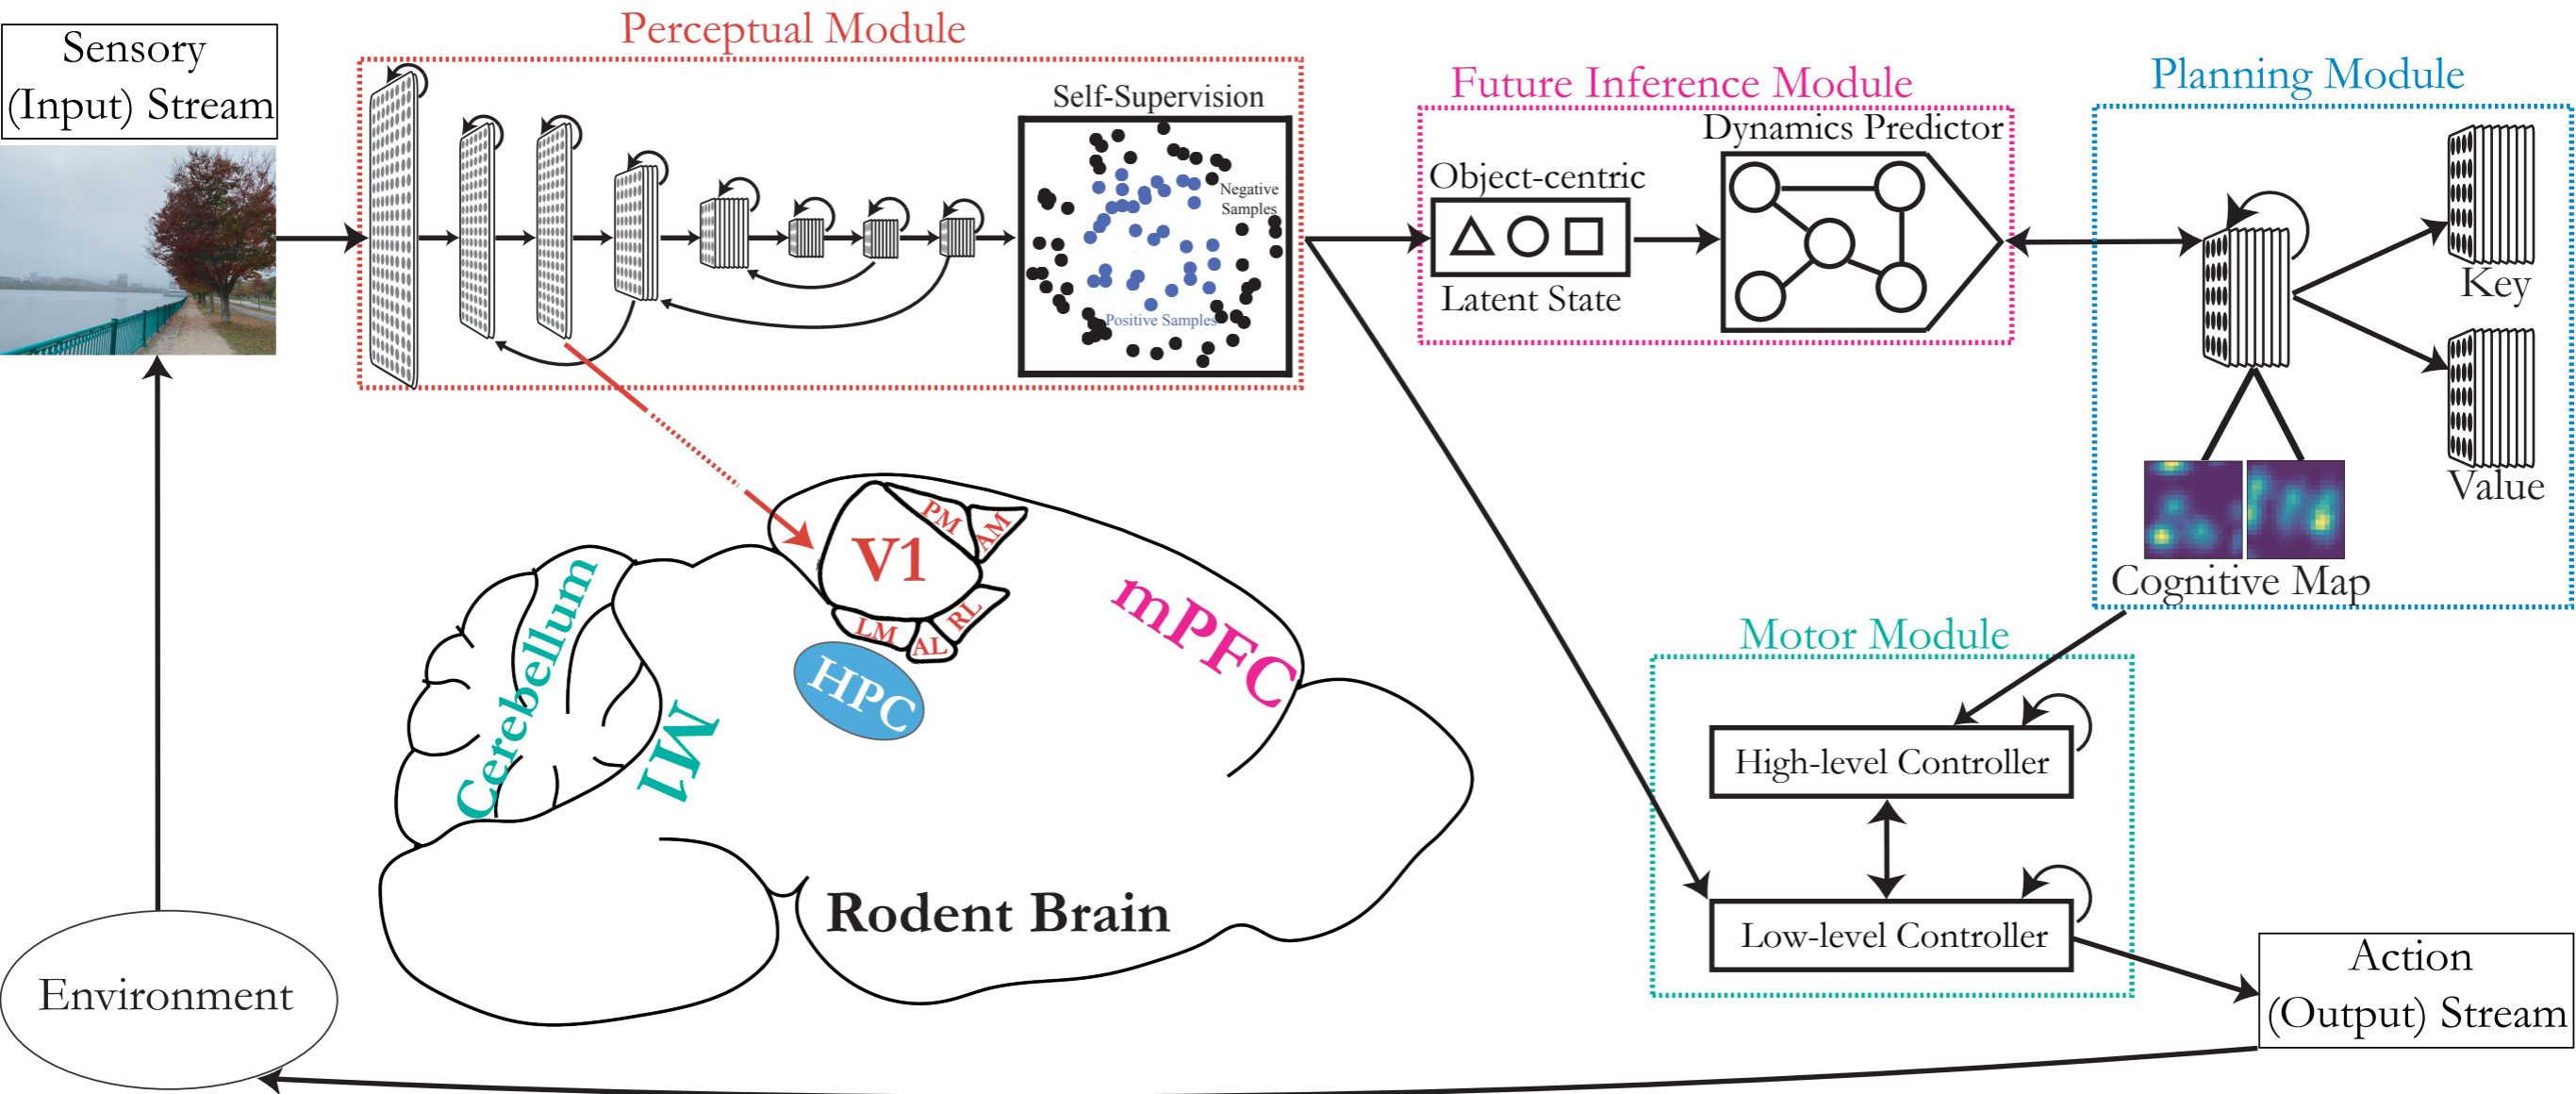 Sensory
(Input) Stream
Perceptual Module
Self-Supervision
Negative
Samples
Positive Samples
Future Inference Module
Object-centric
Latent State
Dynamics Predictor
Planning Module
Key
Value
Cognitive Map
V1
PM
AM
LM
AL
RL
HPC
mPFC
Cerebellum
M1
Rodent Brain
Motor Module
High-level Controller
Low-level Controller
Action
(Output) Stream
Environment